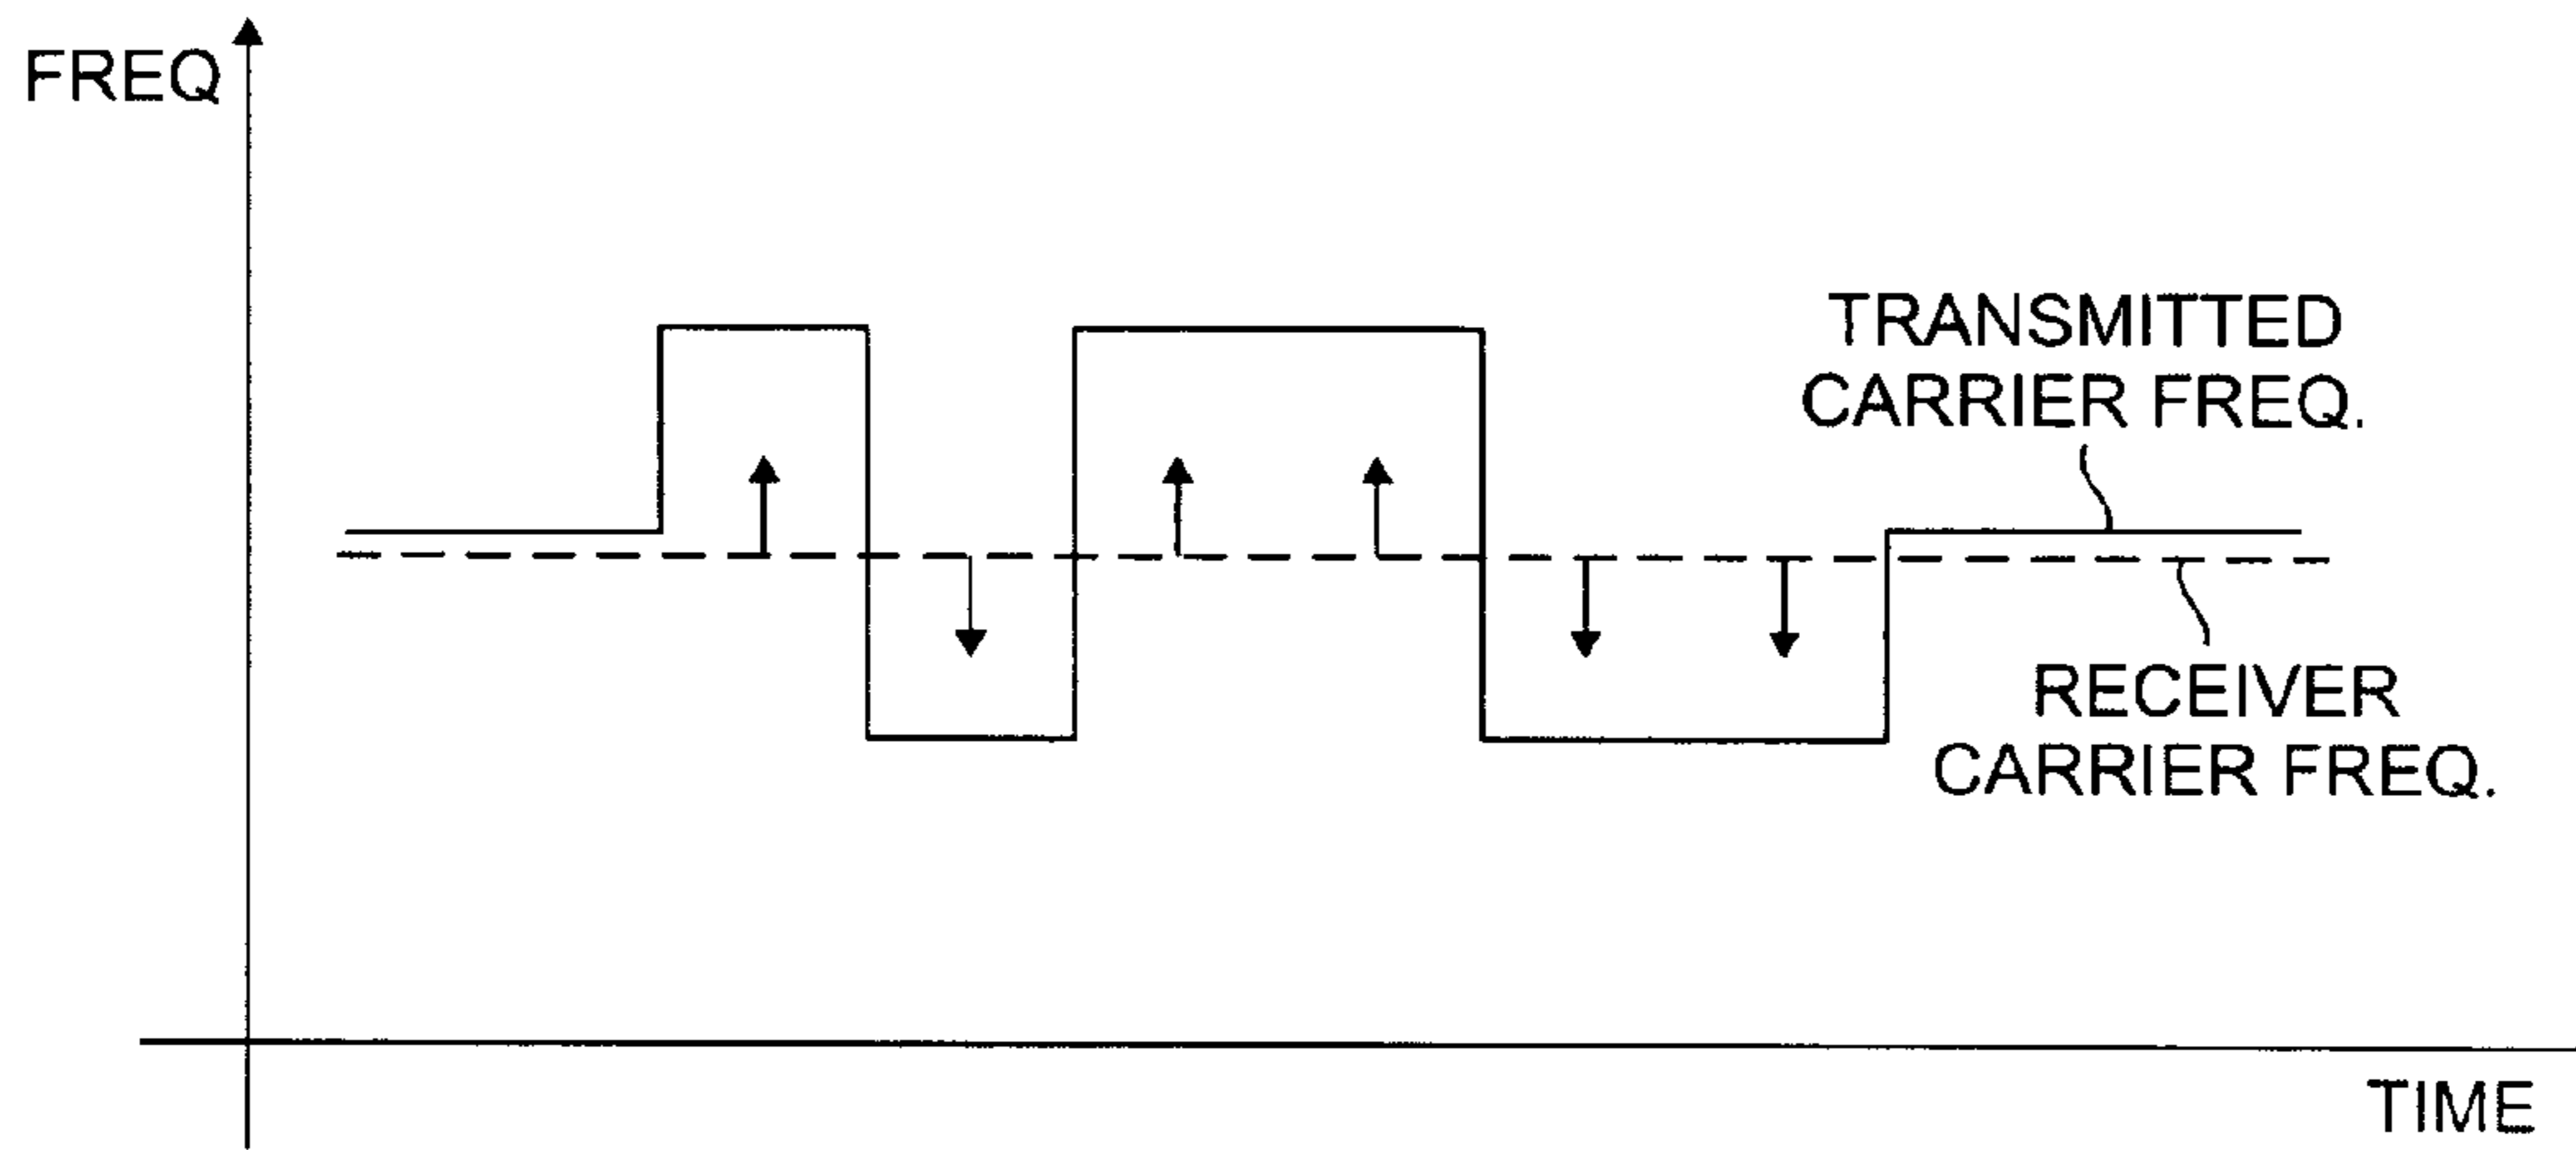 FREQ
TRANSMITTED
CARRIER FREQ.
RECEIVER
CARRIER FREQ.
TIME